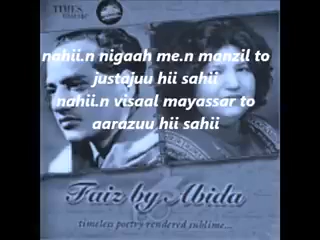 TIMES
MUSIC
nahii.n nigaah me.n manzil to
justajuu hii sahii
nahii.n visaal mayassar to
aarazuu hii sahii
Faiz by Abida
timeless poetry rendered sublime...